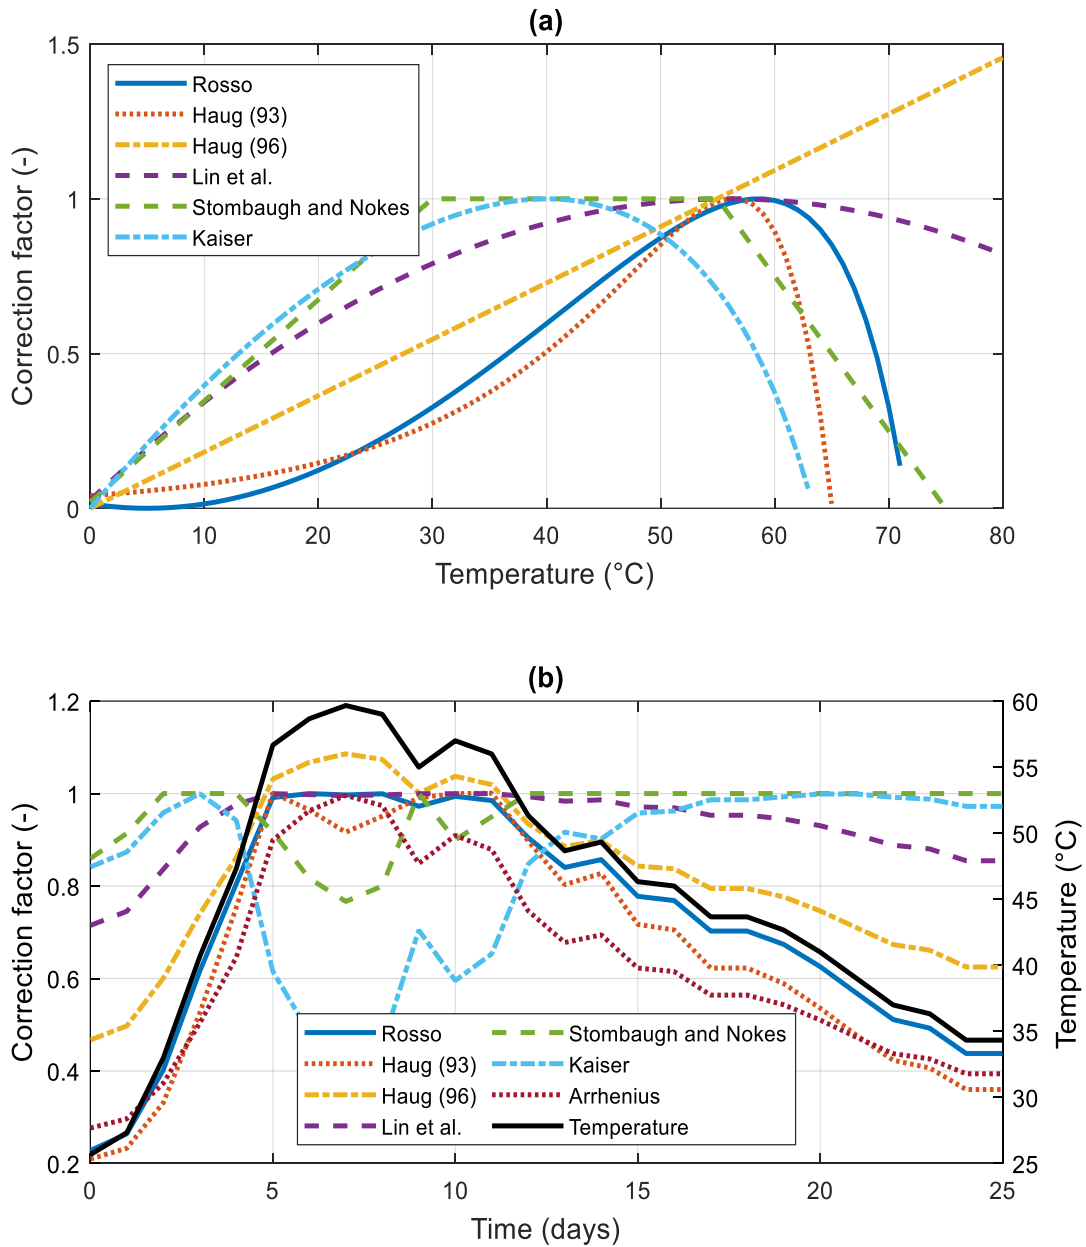 (a)
1.5
1
0.5
0
Correction factor (-)
Rosso
Haug (93)
Haug (96)
Lin et al.
Stombaugh and Nokes
Kaiser
0 10 20 30 40 50 60 70 80
Temperature (°C)
(b)
1.2
1
0.8
0.6
0.4
0.2
Correction factor (-)
60
55
50
45
40
35
30
25
Temperature (°C)
Rosso
Haug (93)
Haug (96)
Lin et al.
Stombaugh and Nokes
Kaiser
Arrhenius
Temperature
0 5 10 15 20 25
Time (days)